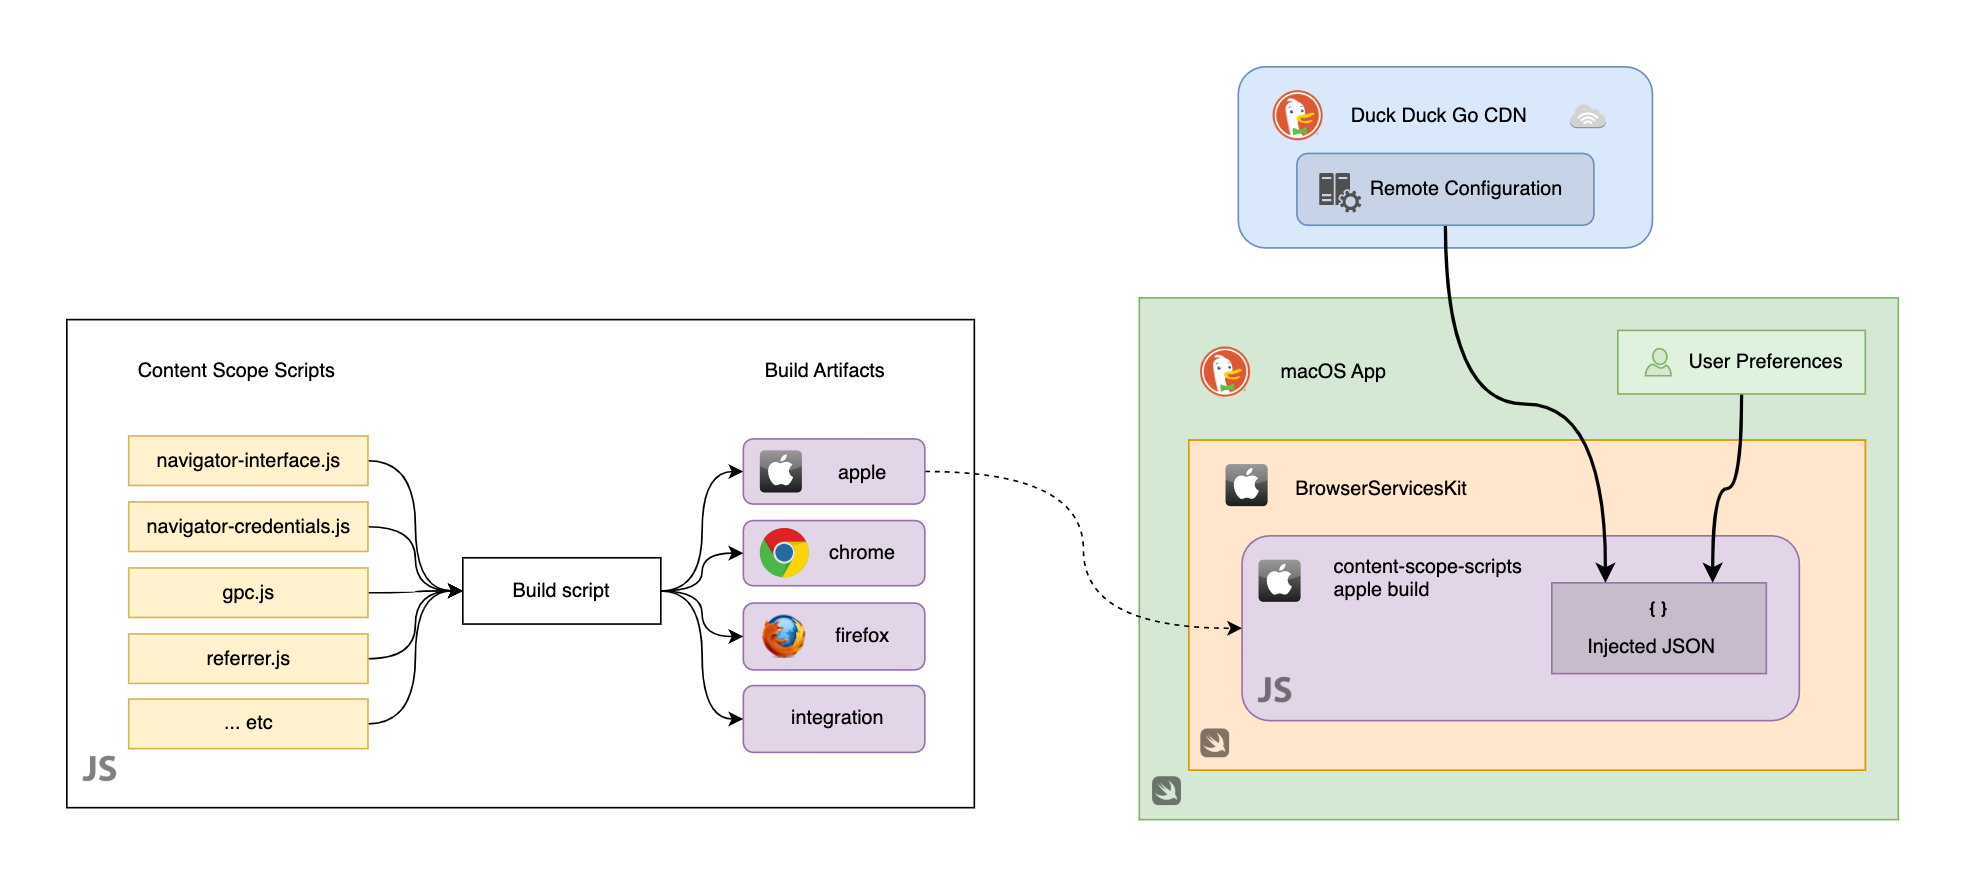 Duck Duck Go CDN
Remote Configuration
Content Scope Scripts
Build Artifacts
navigator-interface.js
navigator-credentials.js
gpc.js
referrer.js
... etc
JS
Build script
apple
chrome
firefox
integration
macOS App
User Preferences
BrowserServicesKit
content-scope-scripts
apple build
{ }
Injected JSON
JS